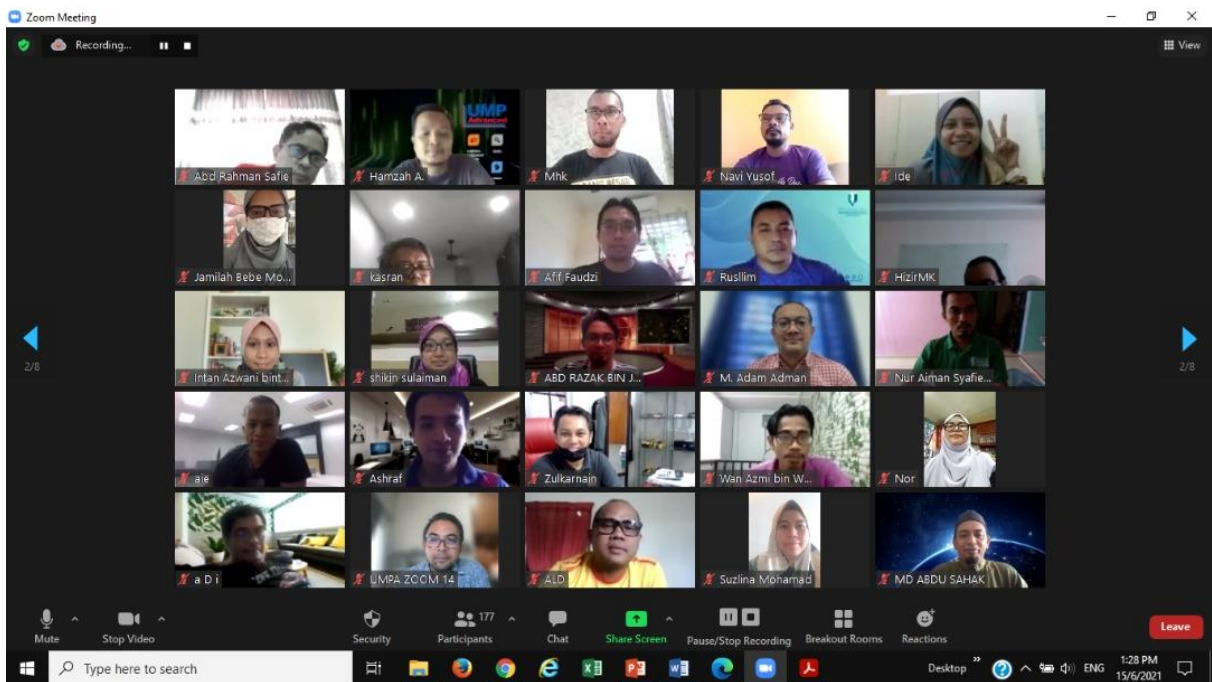 Zoom Meeting
Recording...
View
UMP
Advanced
Abd Rahman Safie
Hamzah A.
Mhk
Navi Yusof
Ide
Jamilah Bebe Mo...
kasran
Afif Faudzi
Rusllim
HizirMK
2/8
2/8
Intan Azwani bint...
shikin sulaiman
ABD RAZAK BIN J...
M. Adam Adman
Nur Aiman Syafie...
aie
Ashraf
Zulkarnain
Wan Azmi bin W...
Nor
a D i
UMPA ZOOM 14
ALD
Suzlina Mohamad
MD ABDU SAHAK
177
Mute
Stop Video
Security
Participants
Chat
Share Screen
Pause/Stop Recording
Breakout Rooms
Reactions
Leave
Type here to search
Desktop
ENG
1:28 PM
15/6/2021